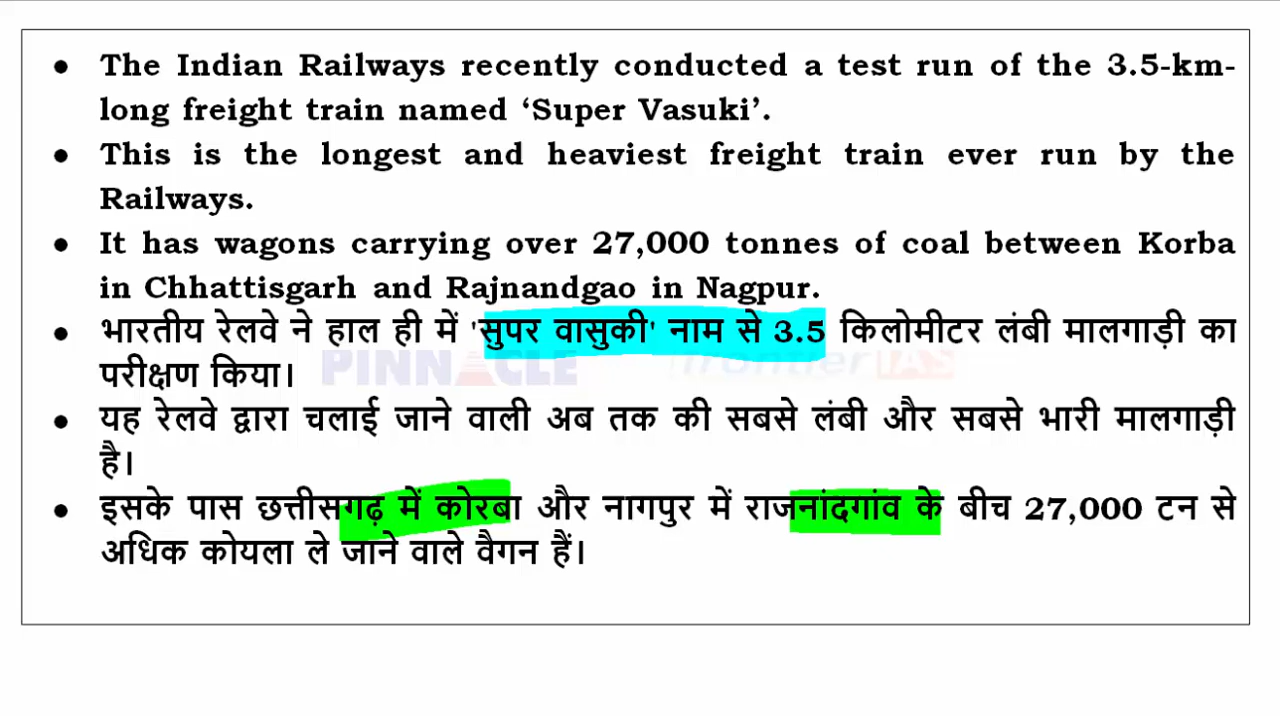 ● The Indian Railways recently conducted a test run of the 3.5-km-
long freight train named ‘Super Vasuki’.
● This is the longest and heaviest freight train ever run by the
Railways.
● It has wagons carrying over 27,000 tonnes of coal between Korba
in Chhattisgarh and Rajnandgao in Nagpur.
● भारतीय रेलवे ने हाल ही में 'सुपर वासुकी' नाम से 3.5 किलोमीटर लंबी मालगाड़ी का
परीक्षण किया।
PINNACLE frontier IAS
● यह रेलवे द्वारा चलाई जाने वाली अब तक की सबसे लंबी और सबसे भारी मालगाड़ी
है।
● इसके पास छत्तीसगढ़ में कोरबा और नागपुर में राजनांदगांव के बीच 27,000 टन से
अधिक कोयला ले जाने वाले वैगन हैं।